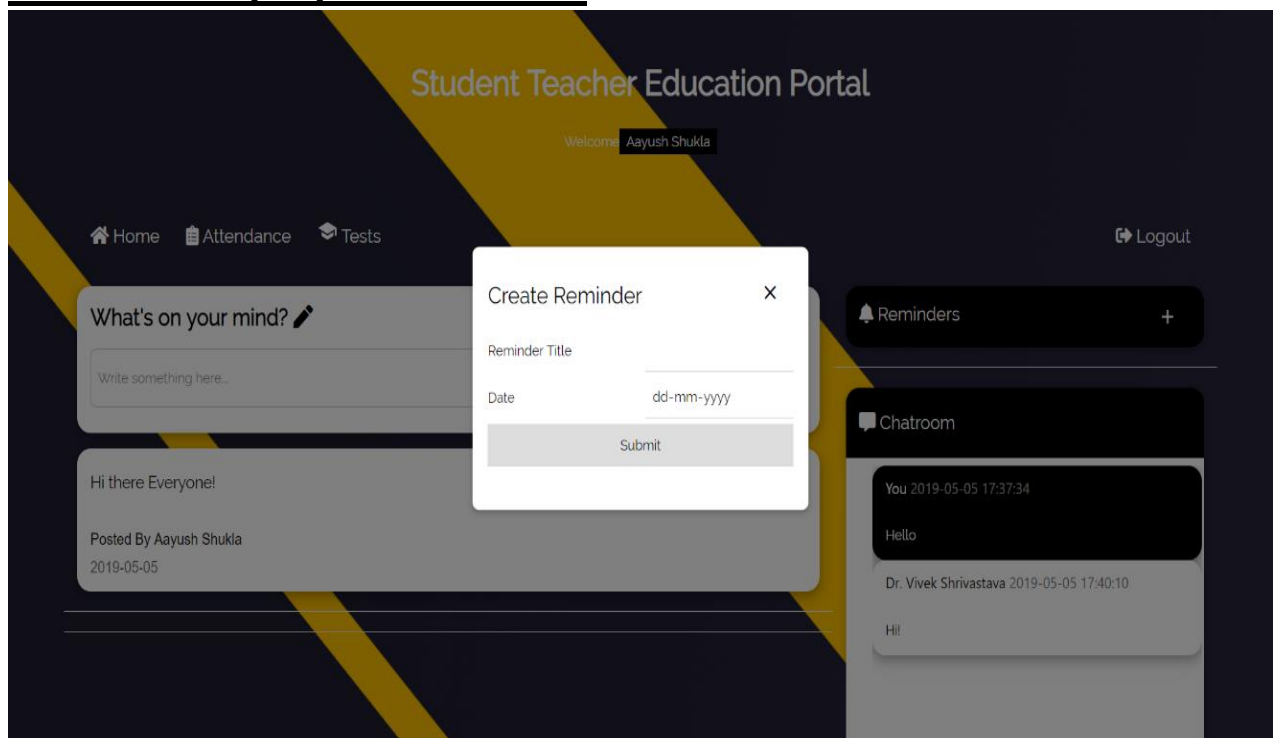 Student Teacher Education Portal
Welcome Aayush Shukla
Home Attendance Tests Logout
Create Reminder X
Reminder Title
Date dd-mm-yyyy
Submit
What's on your mind?
Write something here...
Hi there Everyone!
Posted By Aayush Shukla
2019-05-05
Reminders +
Chatroom
You 2019-05-05 17:37:34
Hello
Dr. Vivek Shrivastava 2019-05-05 17:40:10
Hi!